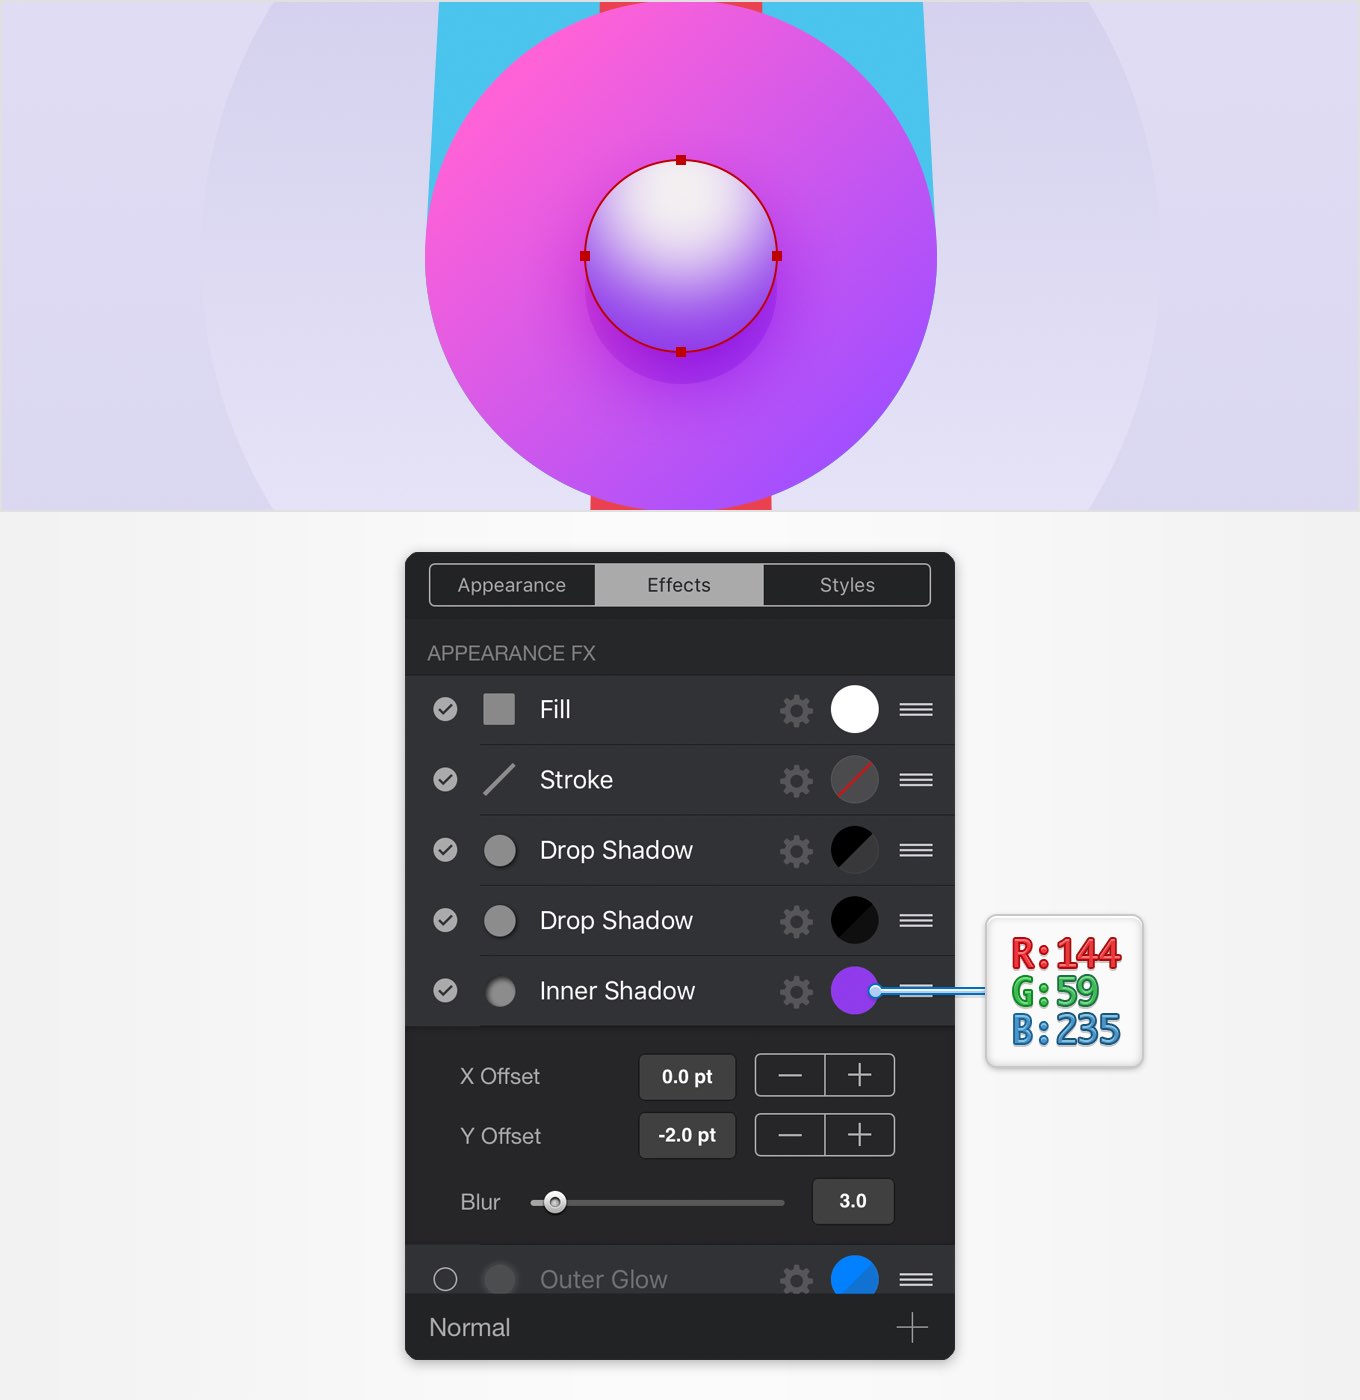 Appearance Effects Styles
APPEARANCE FX
Fill
Stroke
Drop Shadow
Drop Shadow
Inner Shadow
R:144
G:59
B:235
X Offset 0.0 pt
Y Offset -2.0 pt
Blur 3.0
Outer Glow
Normal